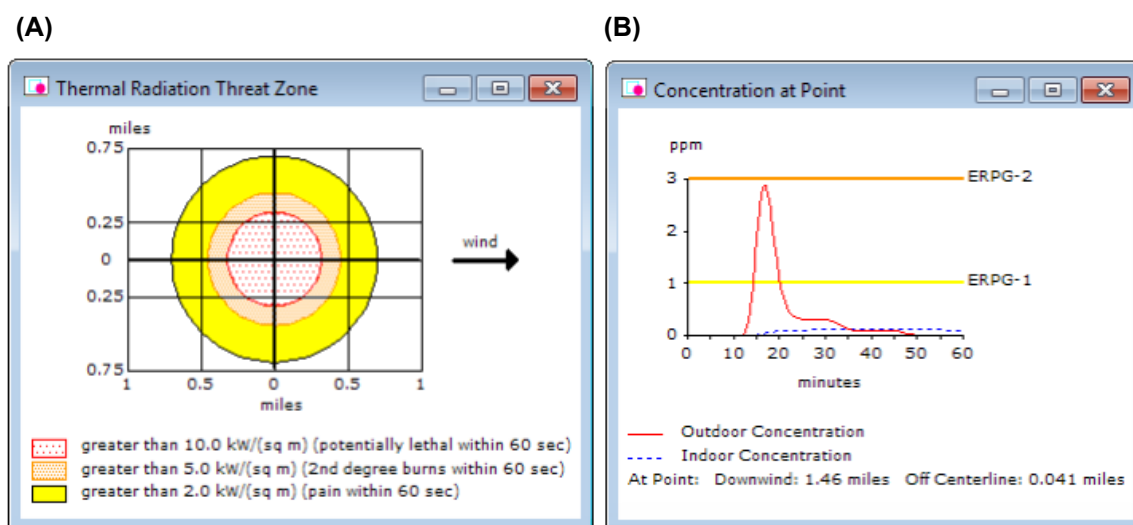 (A)
(B)
Thermal Radiation Threat Zone
miles
0.75
0.25
0
0.25
0.75
1
0.5
0
0.5
1
miles
wind
greater than 10.0 kW/(sq m) (potentially lethal within 60 sec)
greater than 5.0 kW/(sq m) (2nd degree burns within 60 sec)
greater than 2.0 kW/(sq m) (pain within 60 sec)
Concentration at Point
ppm
3
2
1
0
ERPG-2
ERPG-1
0
10
20
30
40
50
60
minutes
Outdoor Concentration
Indoor Concentration
At Point: Downwind: 1.46 miles Off Centerline: 0.041 miles